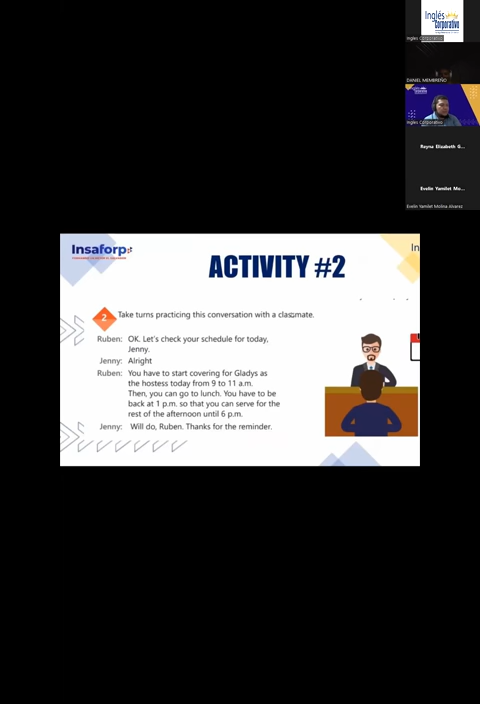 Inglés
Corporativo
Inglés Corporativo
DANIEL MEMBREÑO
Inglés Corporativo
Reyna Elizabeth G...
Evelin Yamilet Mo...
Evelin Yamilet Molina Alvarez
Insaforp
In
ACTIVITY #2
2 Take turns practicing this conversation with a classmate.
Ruben: OK. Let's check your schedule for today,
Jenny.
Jenny: Alright
Ruben: You have to start covering for Gladys as
the hostess today from 9 to 11 a.m.
Then, you can go to lunch. You have to be
back at 1 p.m. so that you can serve for the
rest of the afternoon until 6 p.m.
Jenny: Will do, Ruben. Thanks for the reminder.